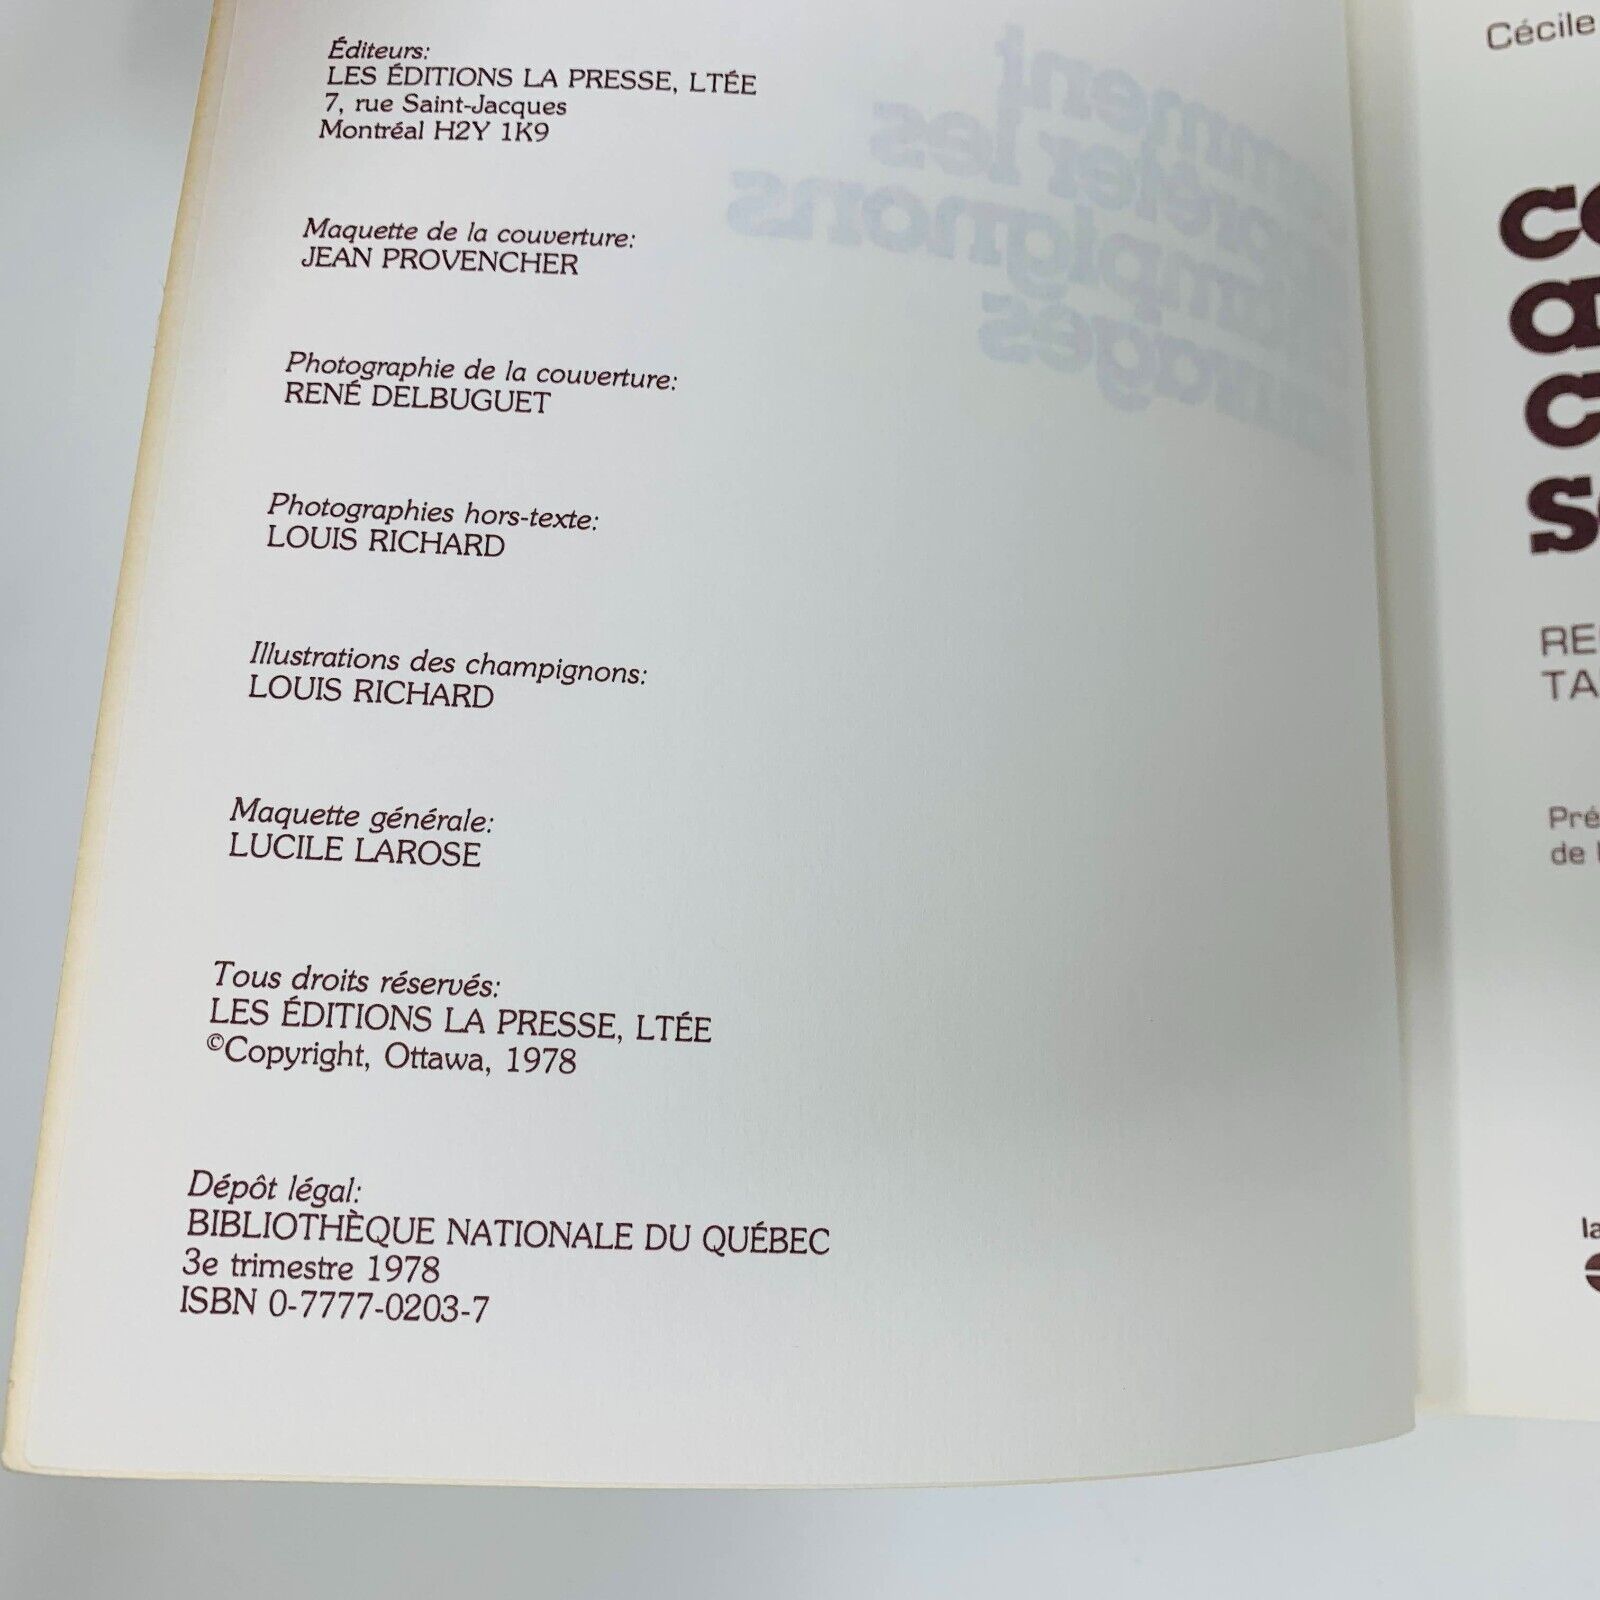 Éditeurs:
LES ÉDITIONS LA PRESSE, LTÉE
7, rue Saint-Jacques
Montréal H2Y 1K9
Maquette de la couverture:
JEAN PROVENCHER
Photographie de la couverture:
RENÉ DELBUGUET
Photographies hors-texte:
LOUIS RICHARD
Illustrations des champignons:
LOUIS RICHARD
Maquette générale:
LUCILE LAROSE
Tous droits réservés:
LES ÉDITIONS LA PRESSE, LTÉE
©Copyright, Ottawa, 1978
Dépôt légal:
BIBLIOTHÈQUE NATIONALE DU QUÉBEC
3e trimestre 1978
ISBN 0-7777-0203-7
Cécile
de